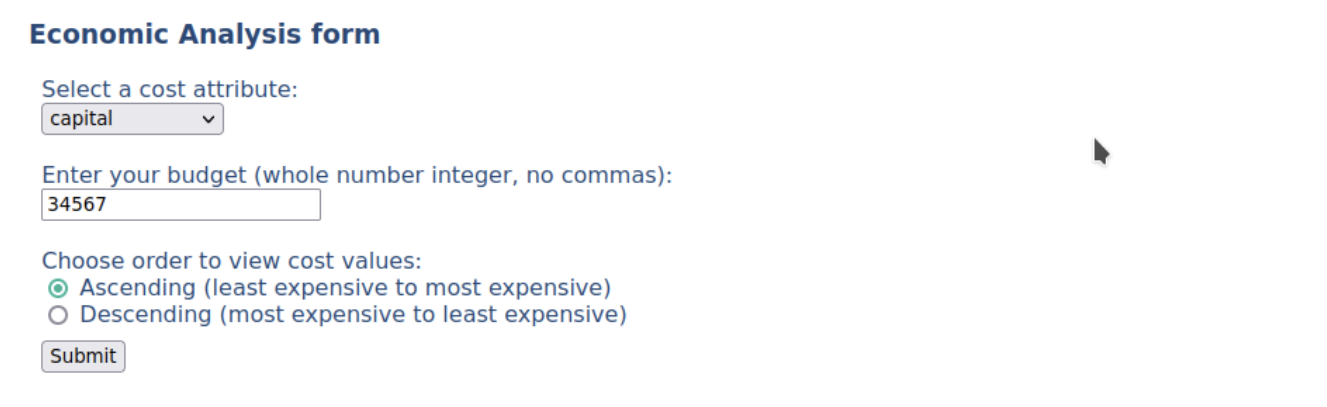 Economic Analysis form
Select a cost attribute:
capital
Enter your budget (whole number integer, no commas):
34567
Choose order to view cost values:
Ascending (least expensive to most expensive)
Descending (most expensive to least expensive)
Submit